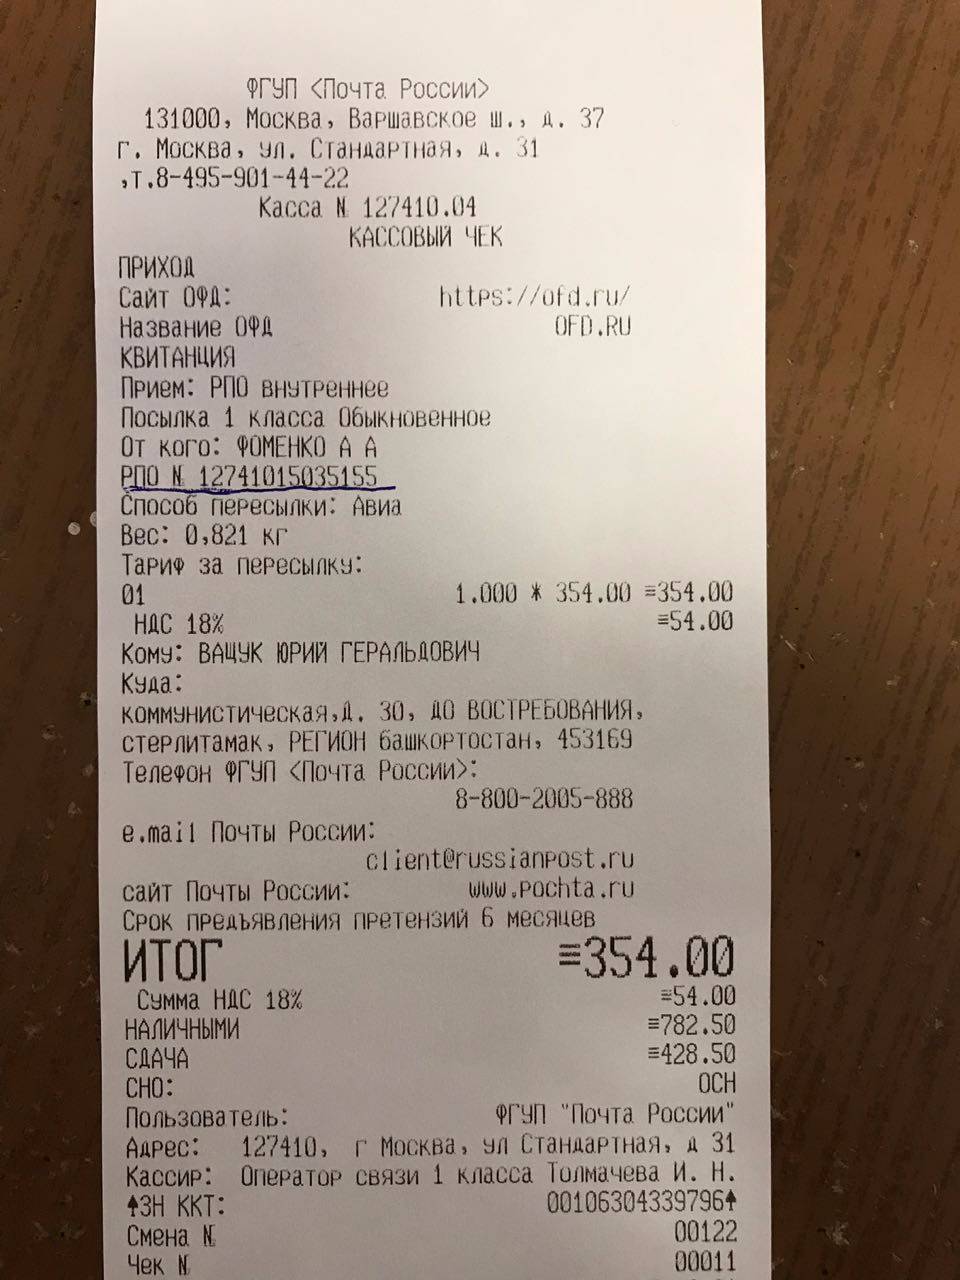 ФГУП <Почта России>
131000, Москва, Варшавское ш., д. 37
г. Москва, ул. Стандартная, д. 31
,т.8-495-901-44-22
Касса № 127410.04
КАССОВЫЙ ЧЕК
ПРИХОД
Сайт ОФД: https://ofd.ru/
Название ОФД OFD.RU
КВИТАНЦИЯ
Прием: РПО внутреннее
Посылка 1 класса Обыкновенное
От кого: ФОМЕНКО А А
РПО № 12741015035155
Способ пересылки: Авиа
Вес: 0,821 кг
Тариф за пересылку:
01 1.000 * 354.00 ≡354.00
НДС 18% ≡54.00
Кому: ВАЩУК ЮРИЙ ГЕРАЛЬДОВИЧ
Куда:
коммунистическая,Д. 30, ДО ВОСТРЕБОВАНИЯ,
стерлитамак, РЕГИОН башкортостан, 453169
Телефон ФГУП <Почта России>:
8-800-2005-888
e.mail Почты России:
client@russianpost.ru
сайт Почты России: www.pochta.ru
Срок предъявления претензий 6 месяцев
ИТОГ ≡354.00
Сумма НДС 18% ≡54.00
НАЛИЧНЫМИ ≡782.50
СДАЧА ≡428.50
СНО: ОСН
Пользователь: ФГУП "Почта России"
Адрес: 127410, г Москва, ул Стандартная, д 31
Кассир: Оператор связи 1 класса Толмачева И. Н.
↑ЗН ККТ: 00106304339796↑
Смена № 00122
Чек № 00011